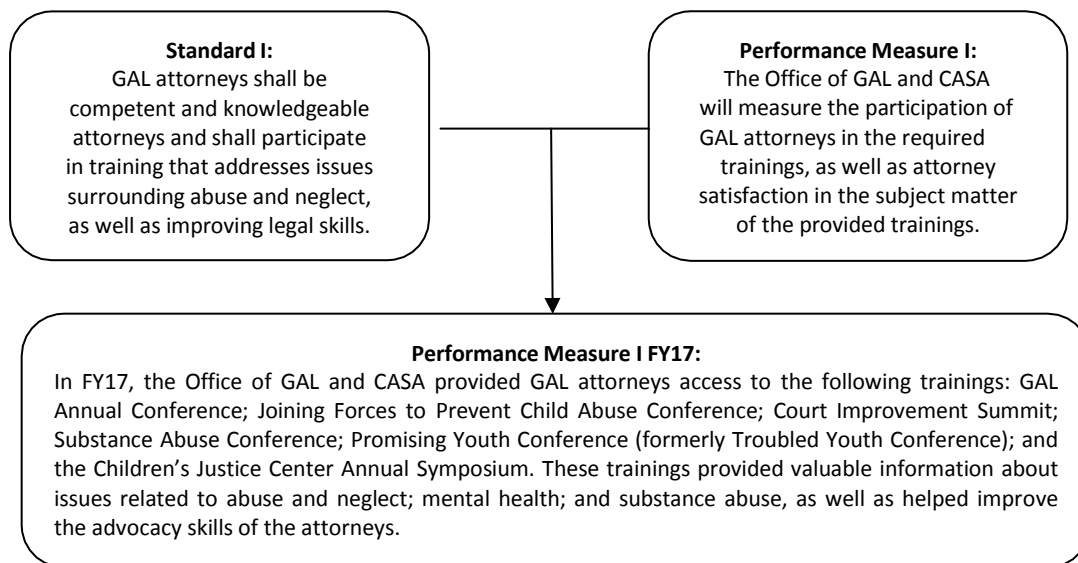 Standard I:
GAL attorneys shall be
competent and knowledgeable
attorneys and shall participate
in training that addresses issues
surrounding abuse and neglect,
as well as improving legal skills.
Performance Measure I:
The Office of GAL and CASA
will measure the participation of
GAL attorneys in the required
trainings, as well as attorney
satisfaction in the subject matter
of the provided trainings.
Performance Measure I FY17:
In FY17, the Office of GAL and CASA provided GAL attorneys access to the following trainings: GAL
Annual Conference; Joining Forces to Prevent Child Abuse Conference; Court Improvement Summit;
Substance Abuse Conference; Promising Youth Conference (formerly Troubled Youth Conference); and
the Children’s Justice Center Annual Symposium. These trainings provided valuable information about
issues related to abuse and neglect; mental health; and substance abuse, as well as helped improve
the advocacy skills of the attorneys.